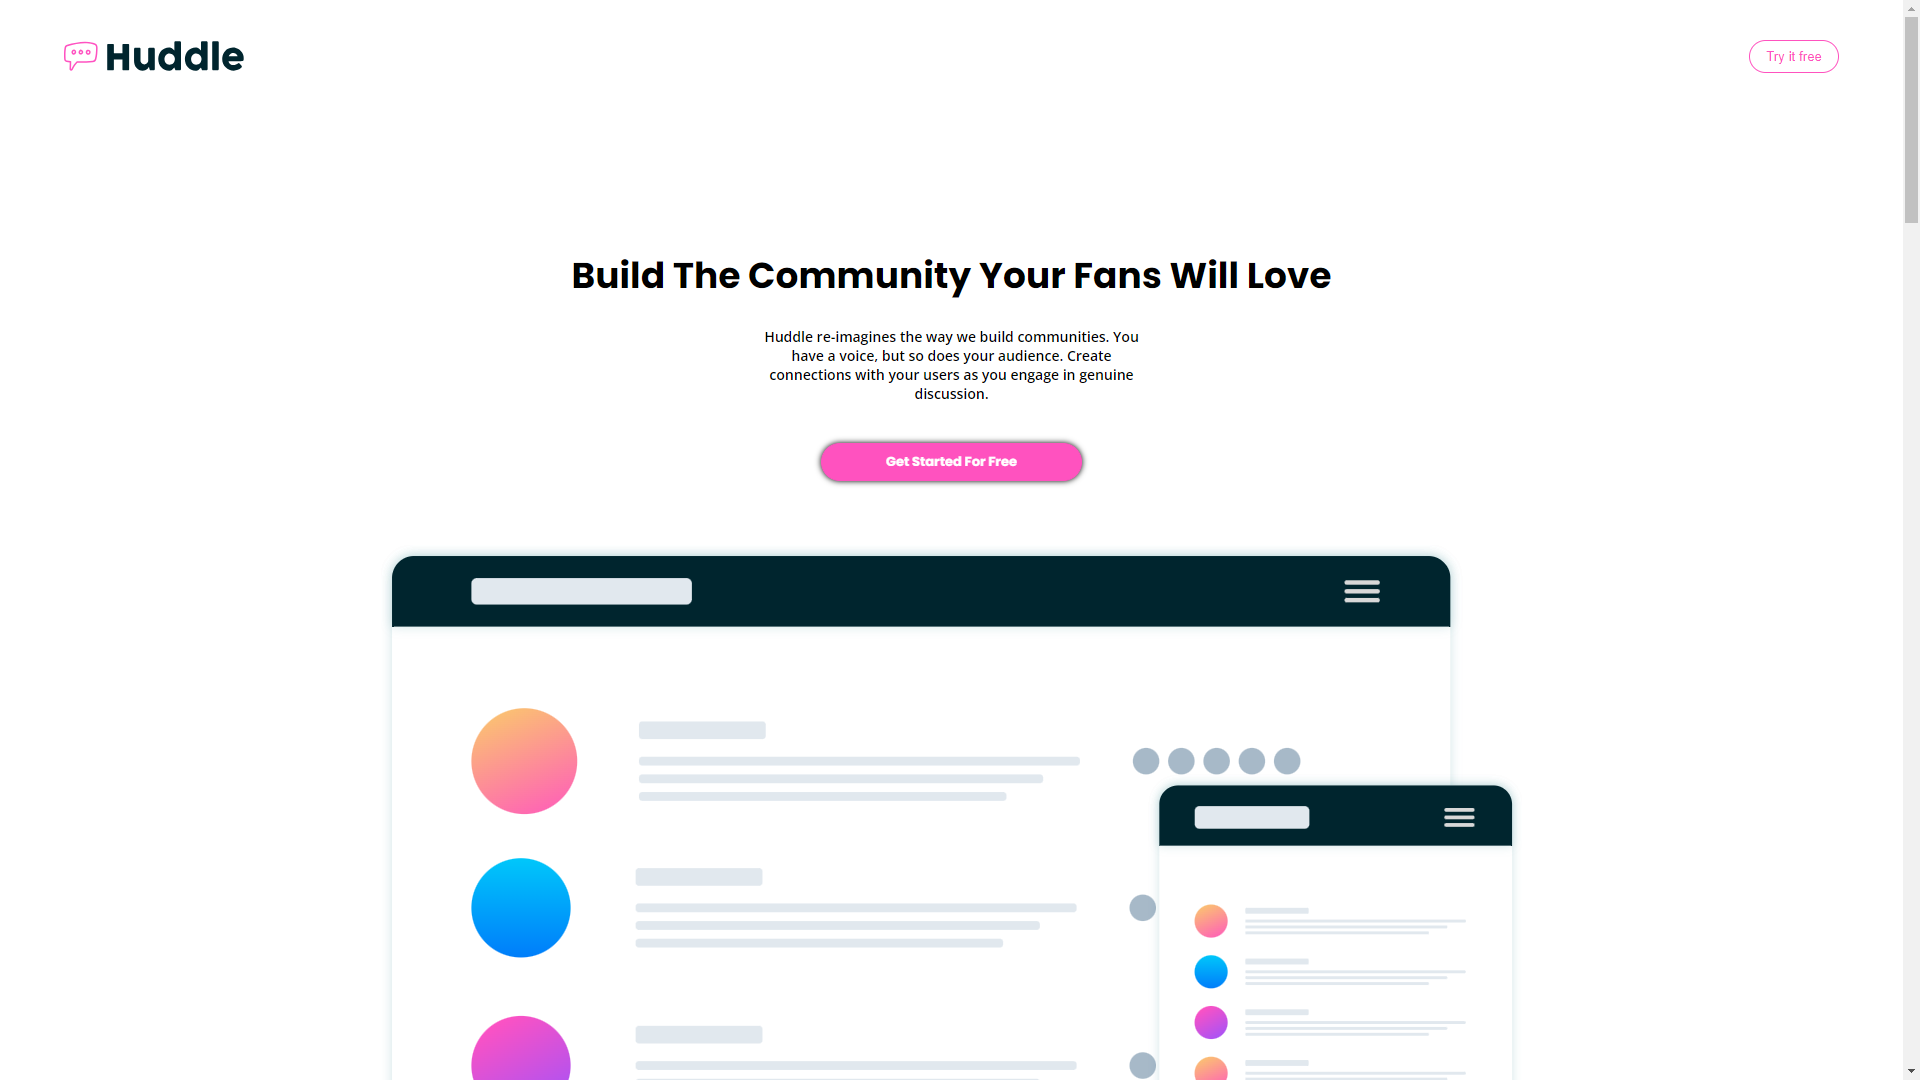 Huddle
Try it free
Build The Community Your Fans Will Love
Huddle re-imagines the way we build communities. You
have a voice, but so does your audience. Create
connections with your users as you engage in genuine
discussion.
Get Started For Free